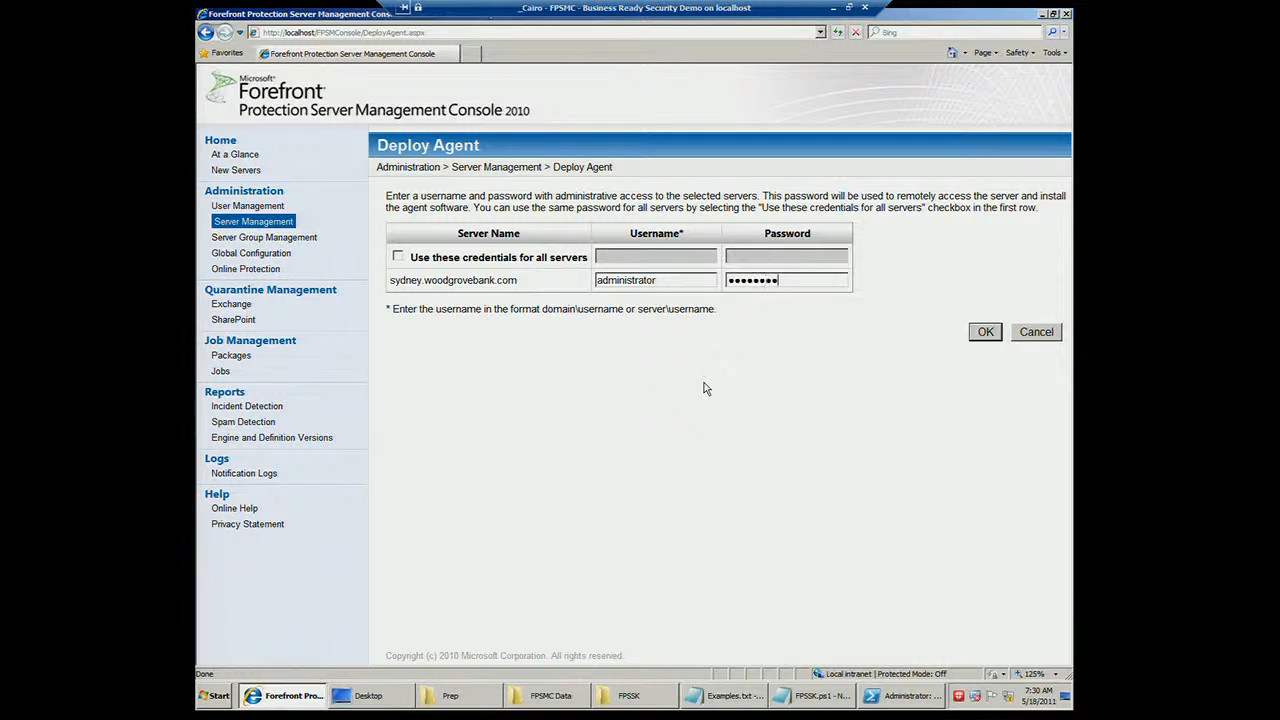 _Cairo - FPSMC - Business Ready Security Demo on localhost
Forefront Protection Server Management Cons
http://localhost/FPSMConsole/DeployAgent.aspx
Bing
Favorites
Forefront Protection Server Management Console
Page
Safety
Tools
Microsoft®
Forefront
Protection Server Management Console 2010
Home
At a Glance
New Servers
Administration
User Management
Server Management
Server Group Management
Global Configuration
Online Protection
Quarantine Management
Exchange
SharePoint
Job Management
Packages
Jobs
Reports
Incident Detection
Spam Detection
Engine and Definition Versions
Logs
Notification Logs
Help
Online Help
Privacy Statement
Deploy Agent
Administration > Server Management > Deploy Agent
Enter a username and password with administrative access to the selected servers. This password will be used to remotely access the server and install
the agent software. You can use the same password for all servers by selecting the "Use these credentials for all servers" checkbox in the first row.
Server Name Username* Password
Use these credentials for all servers
sydney.woodgrovebank.com administrator ••••••••
* Enter the username in the format domain\username or server\username.
OK Cancel
Copyright (c) 2010 Microsoft Corporation. All rights reserved.
Done
Local intranet | Protected Mode: Off
125%
Start
Forefront Pro...
Desktop
Prep
FPSMC Data
FPSSK
Examples.txt -...
FPSSK.ps1 - N...
Administrator: ...
7:30 AM
5/18/2011